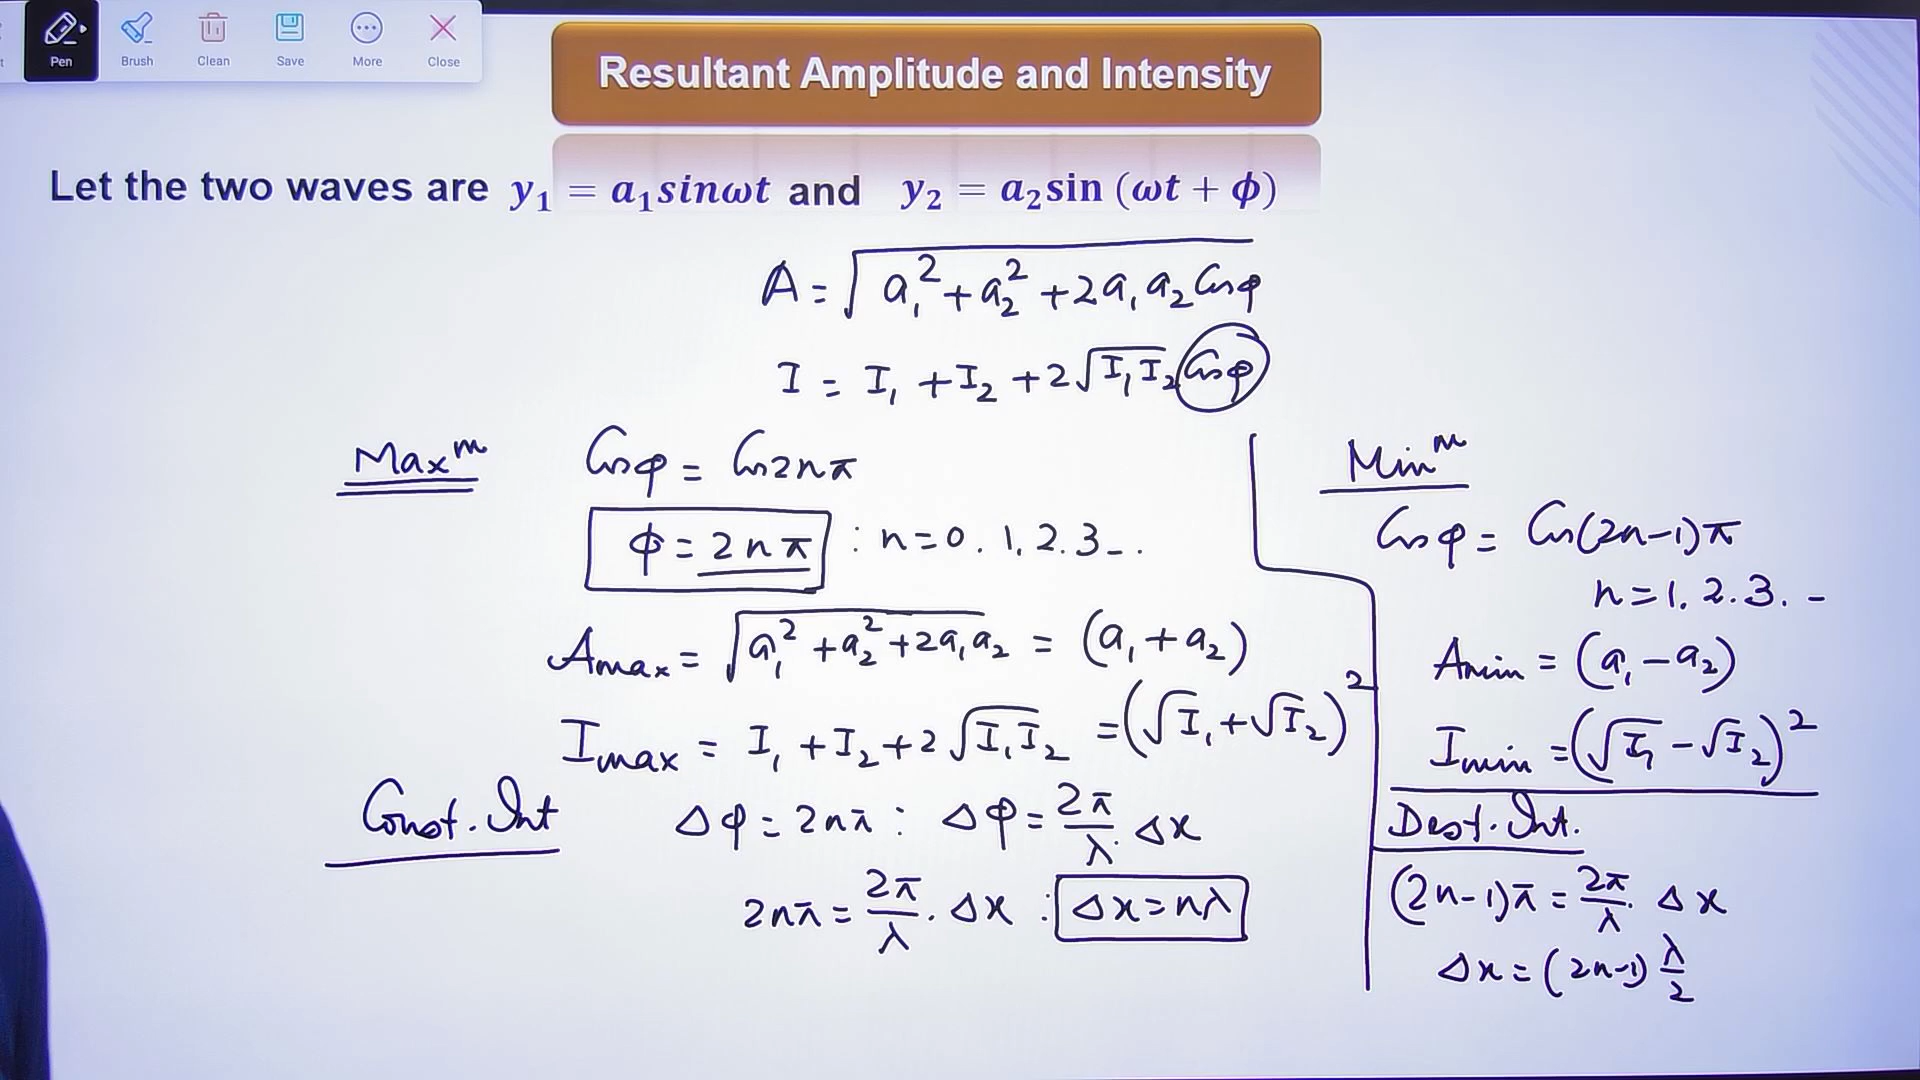 t Pen Brush Clean Save More Close
Resultant Amplitude and Intensity
Let the two waves are y₁ = a₁sinωt and y₂ = a₂sin (ωt + ϕ)
A = √(a₁² + a₂² + 2a₁a₂ Cosφ)
I = I₁ + I₂ + 2√(I₁I₂) Cosφ
Maxᵐ Cosφ = Cos2nπ
ϕ = 2nπ : n=0. 1. 2. 3_ .
Amax = √(a₁² + a₂² + 2a₁a₂) = (a₁ + a₂)
Imax = I₁ + I₂ + 2√(I₁I₂) = (√I₁ + √I₂)²
Const. Int Δφ = 2nπ : Δφ = 2π/λ · Δx
2nπ = 2π/λ · Δx : Δx = nλ
Minᵐ
Cosφ = Cos(2n-1)π
n=1. 2. 3. -
Amin = (a₁ - a₂)
Imin = (√I₁ - √I₂)²
Dest. Int.
(2n-1)π = 2π/λ · Δx
Δx = (2n-1) λ/2